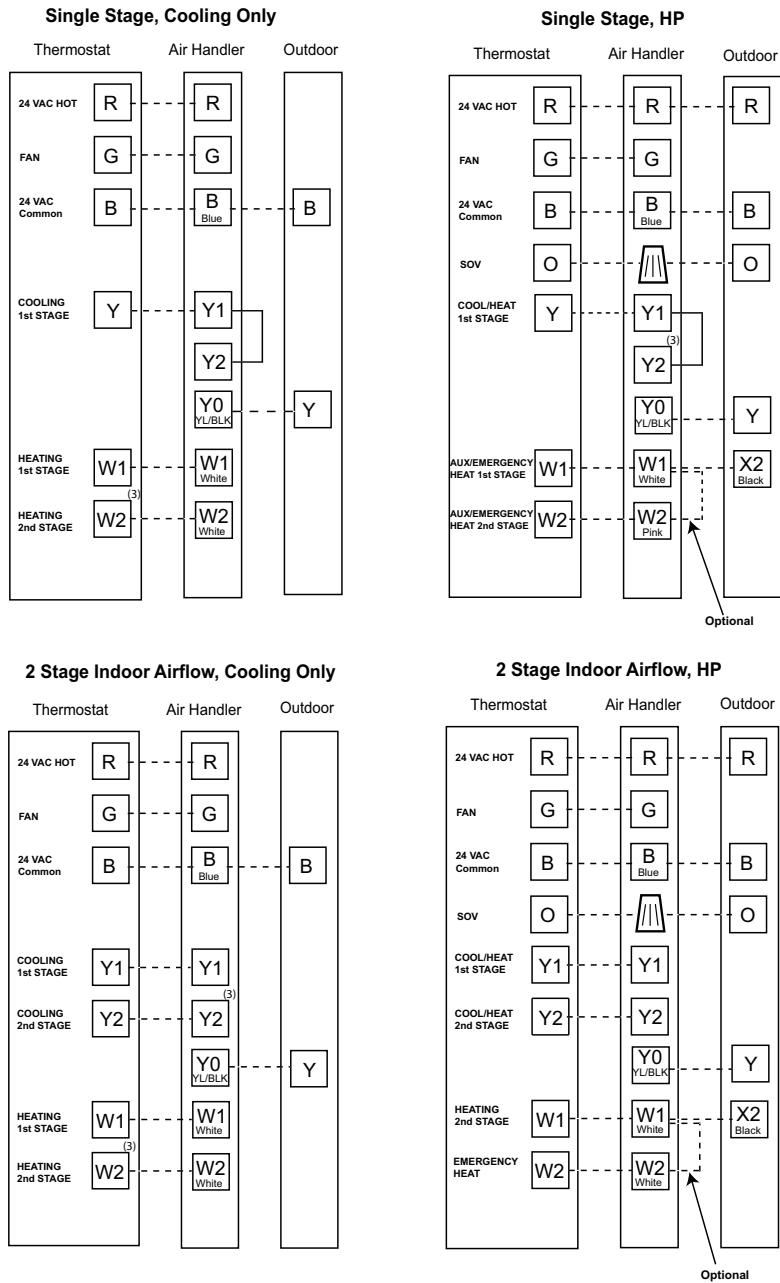 Single Stage, Cooling Only
Thermostat Air Handler Outdoor
24 VAC HOT R R
FAN G G
24 VAC
Common B B B
Blue
COOLING
1st STAGE Y Y1
Y2
Y0 Y
YL/BLK
HEATING
1st STAGE W1 W1
White
(3)
HEATING
2nd STAGE W2 W2
White
Single Stage, HP
Thermostat Air Handler Outdoor
24 VAC HOT R R R
FAN G G
24 VAC
Common B B B
Blue
SOV O O
COOL/HEAT
1st STAGE Y Y1
(3)
Y2
Y0 Y
YL/BLK
AUX/EMERGENCY
HEAT 1st STAGE W1 W1 X2
White Black
AUX/EMERGENCY
HEAT 2nd STAGE W2 W2
Pink
Optional
2 Stage Indoor Airflow, Cooling Only
Thermostat Air Handler Outdoor
24 VAC HOT R R
FAN G G
24 VAC
Common B B B
Blue
COOLING
1st STAGE Y1 Y1
(3)
COOLING
2nd STAGE Y2 Y2
Y0 Y
YL/BLK
HEATING
1st STAGE W1 W1
White
(3)
HEATING
2nd STAGE W2 W2
White
2 Stage Indoor Airflow, HP
Thermostat Air Handler Outdoor
24 VAC HOT R R R
FAN G G
24 VAC
Common B B B
Blue
SOV O O
COOL/HEAT
1st STAGE Y1 Y1
COOL/HEAT
2nd STAGE Y2 Y2
Y0 Y
YL/BLK
HEATING
2nd STAGE W1 W1 X2
White Black
EMERGENCY
HEAT W2 W2
White
Optional